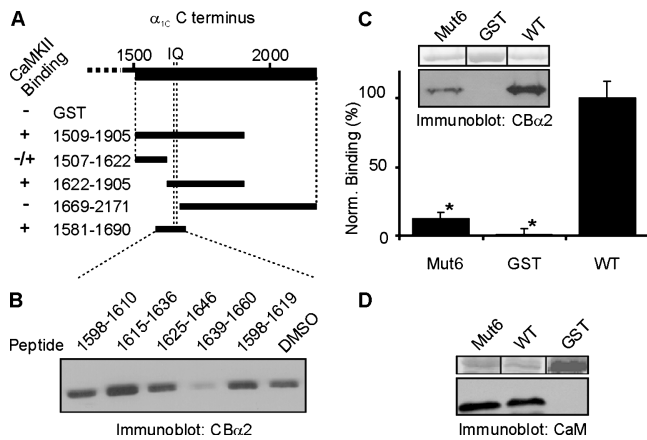 A
α1C C terminus
CaMKII Binding
1500 IQ 2000
- GST
+ 1509-1905
-/+ 1507-1622
+ 1622-1905
- 1669-2171
+ 1581-1690
B
Peptide 1598-1610 1615-1636 1625-1646 1639-1660 1598-1619 DMSO
Immunoblot: CBα2
C
Mut6 GST WT
Immunoblot: CBα2
Norm. Binding (%)
100
50
0
* *
Mut6 GST WT
D
Mut6 WT GST
Immunoblot: CaM